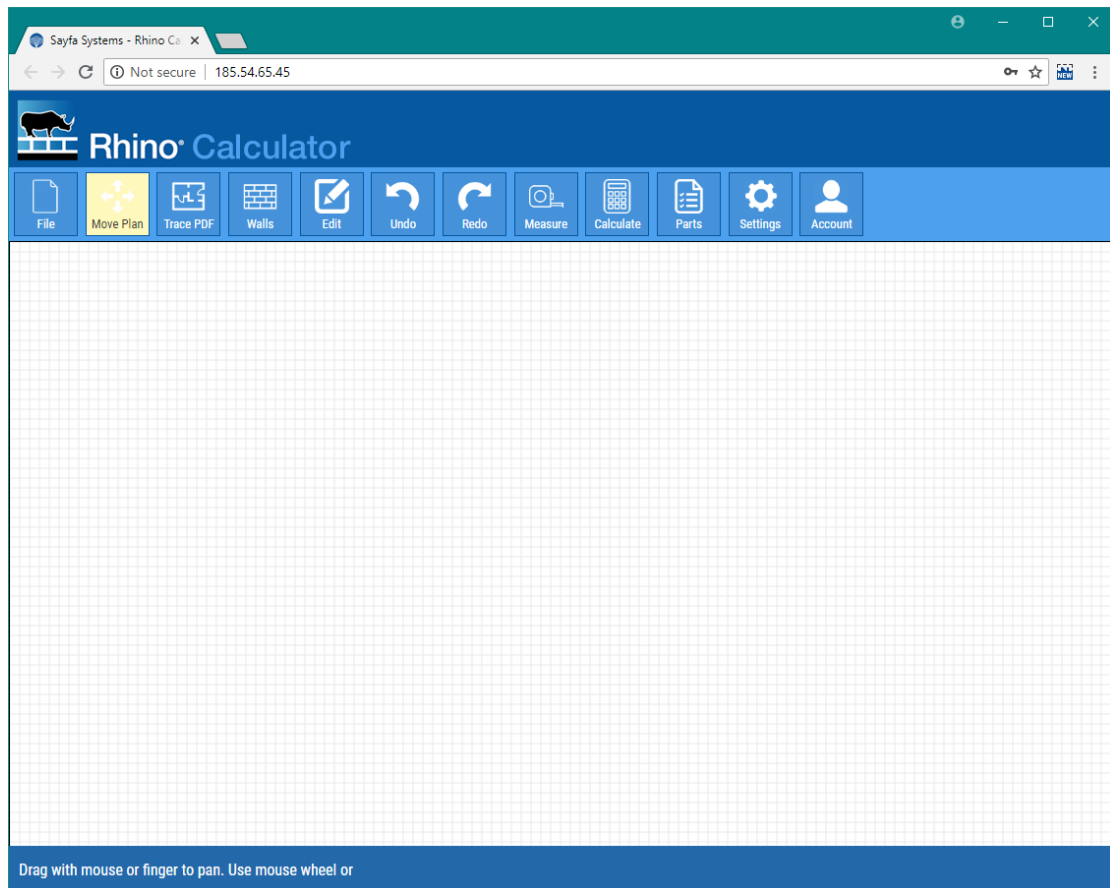 Sayfa Systems - Rhino Ca
Not secure | 185.54.65.45
NEW
Rhino® Calculator
File
Move Plan
Trace PDF
Walls
Edit
Undo
Redo
Measure
Calculate
Parts
Settings
Account
Drag with mouse or finger to pan. Use mouse wheel or